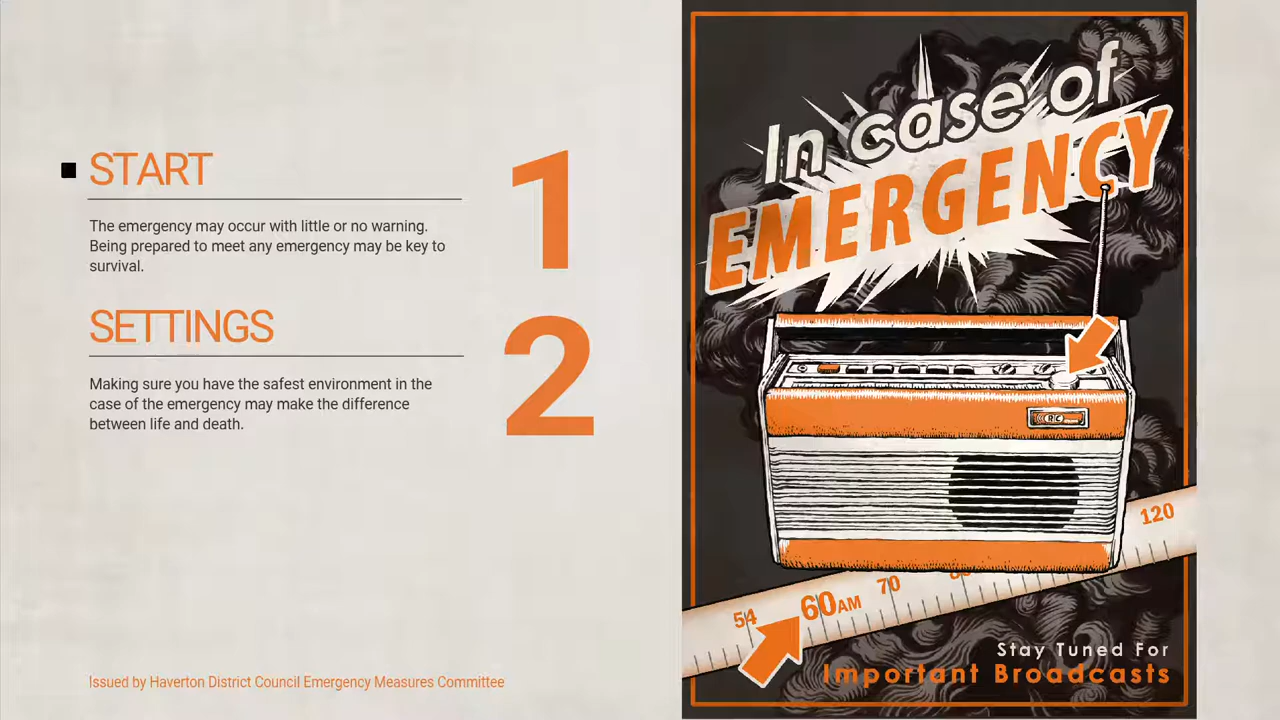 START
1
The emergency may occur with little or no warning.
Being prepared to meet any emergency may be key to
survival.
SETTINGS
2
Making sure you have the safest environment in the
case of the emergency may make the difference
between life and death.
Issued by Haverton District Council Emergency Measures Committee
In case of
EMERGENCY
54 60AM 70 120
Stay Tuned For
Important Broadcasts